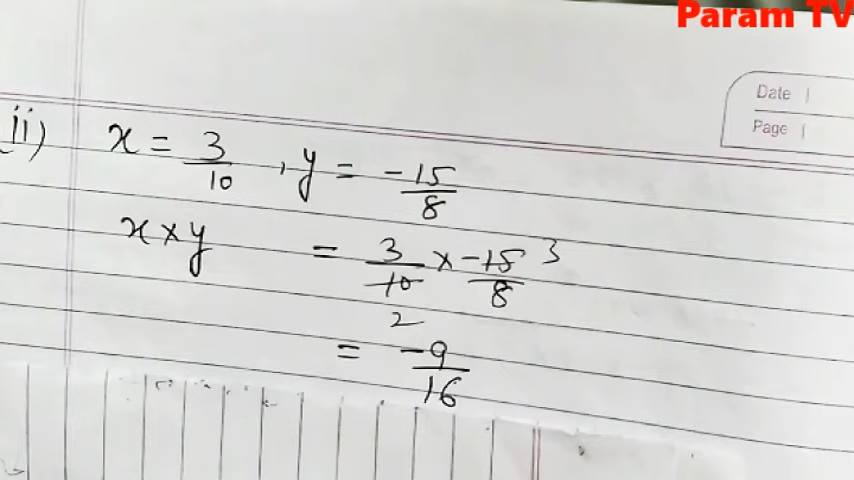 Param TV
Date
Page
ii) x = 3/10 , y = -15/8
x × y = 3/10 × -15/8 3
2
= -9/16